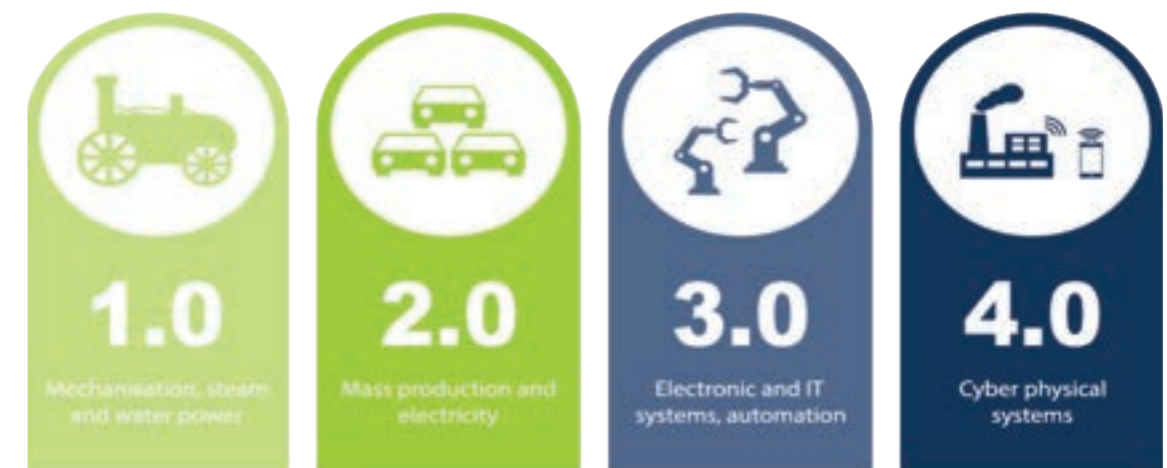 1.0
Mechanisation, steam
and water power
2.0
Mass production and
electricity
3.0
Electronic and IT
systems, automation
4.0
Cyber physical
systems